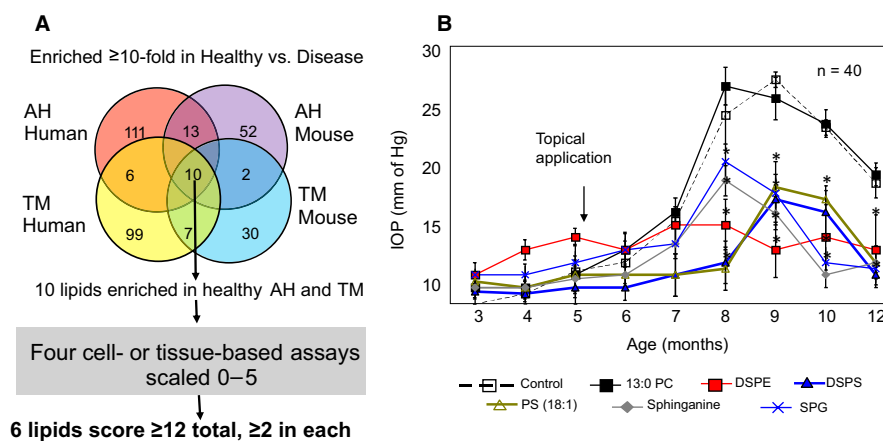 A
Enriched ≥10-fold in Healthy vs. Disease
AH
Human
111
13
52
AH
Mouse
6
10
2
TM
Human
99
7
30
TM
Mouse
10 lipids enriched in healthy AH and TM
Four cell- or tissue-based assays
scaled 0–5
6 lipids score ≥12 total, ≥2 in each
B
30
25
20
15
10
IOP (mm of Hg)
n = 40
Topical
application
* * * * * * * * * * * * *
3 4 5 6 7 8 9 10 12
Age (months)
Control 13:0 PC DSPE DSPS
PS (18:1) Sphinganine SPG